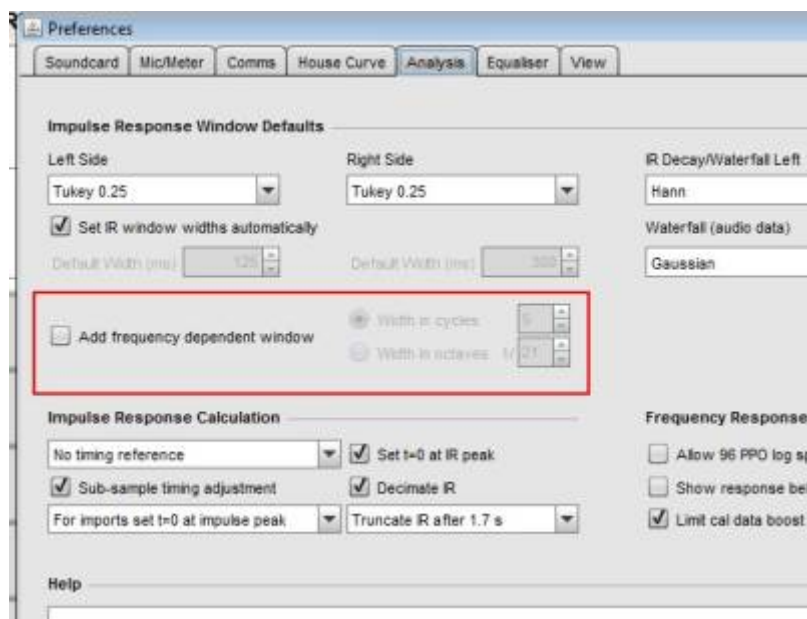 Preferences
Soundcard Mic/Meter Comms House Curve Analysis Equaliser View
Impulse Response Window Defaults
Left Side Right Side IR Decay/Waterfall Left
Tukey 0.25 Tukey 0.25 Hann
Set IR window widths automatically Waterfall (audio data)
Default Width (ms) 125 Default Width (ms) 500 Gaussian
Width in cycles 5
Add frequency dependent window
Width in octaves 1/ 21
Impulse Response Calculation Frequency Response
No timing reference Set t=0 at IR peak Allow 96 PPO log sp
Sub-sample timing adjustment Decimate IR Show response bel
For imports set t=0 at impulse peak Truncate IR after 1.7 s Limit cal data boost
Help